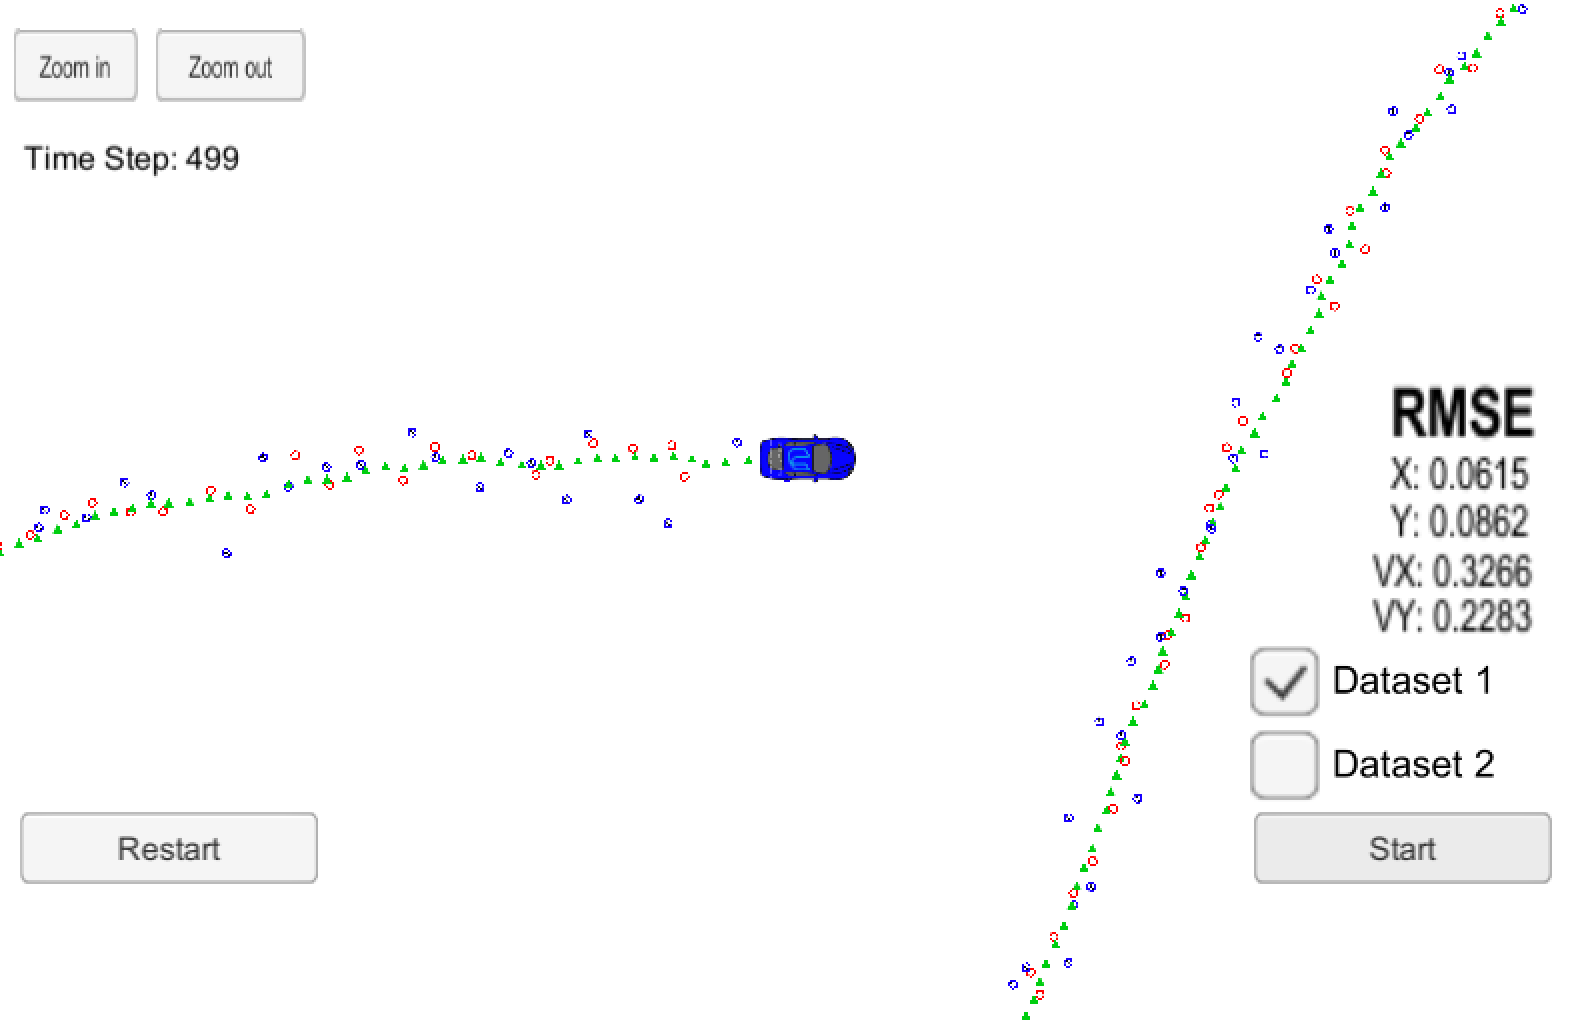 Zoom in
Zoom out
Time Step: 499
RMSE
X: 0.0615
Y: 0.0862
VX: 0.3266
VY: 0.2283
Dataset 1
Dataset 2
Restart
Start